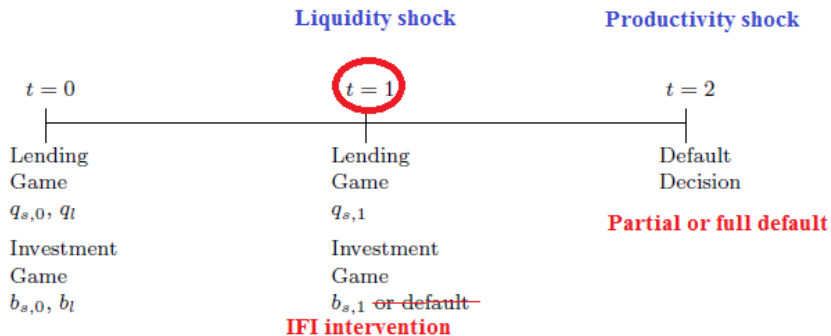 Liquidity shock
Productivity shock
t = 0
t = 1
t = 2
Lending
Game
q_{s,0}, q_l
Investment
Game
b_{s,0}, b_l
Lending
Game
q_{s,1}
Investment
Game
b_{s,1} or default
IFI intervention
Default
Decision
Partial or full default